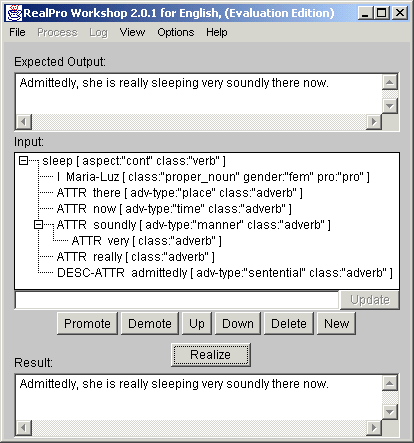 RealPro Workshop 2.0.1 for English, (Evaluation Edition)
File Process Log View Options Help
Expected Output:
Admittedly, she is really sleeping very soundly there now.
Input:
sleep [ aspect:"cont" class:"verb" ]
I Maria-Luz [ class:"proper_noun" gender:"fem" pro:"pro" ]
ATTR there [ adv-type:"place" class:"adverb" ]
ATTR now [ adv-type:"time" class:"adverb" ]
ATTR soundly [ adv-type:"manner" class:"adverb" ]
ATTR very [ class:"adverb" ]
ATTR really [ class:"adverb" ]
DESC-ATTR admittedly [ adv-type:"sentential" class:"adverb" ]
Update
Promote Demote Up Down Delete New
Realize
Result:
Admittedly, she is really sleeping very soundly there now.